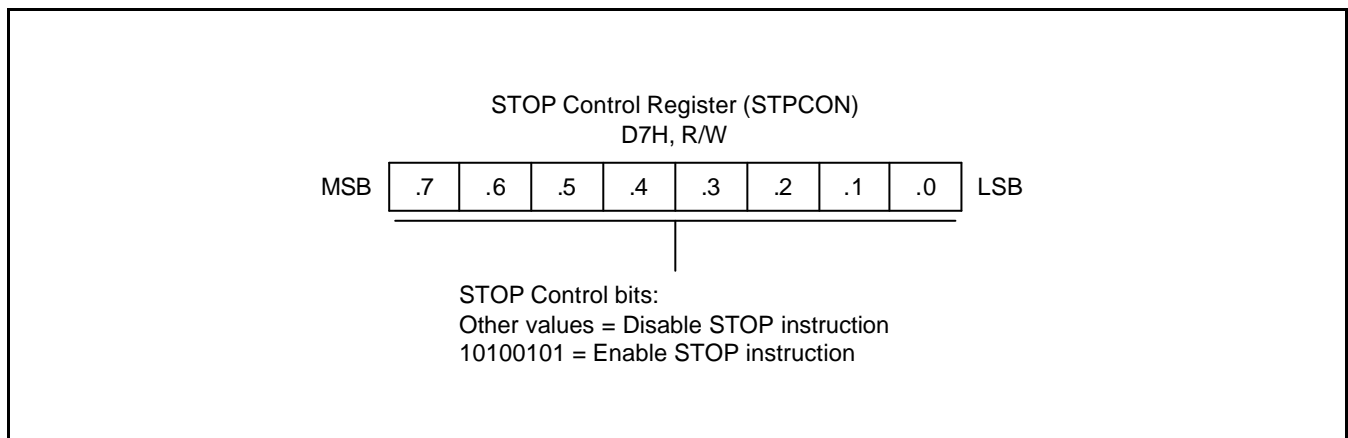 STOP Control Register (STPCON)
D7H, R/W
MSB .7 .6 .5 .4 .3 .2 .1 .0 LSB
STOP Control bits:
Other values = Disable STOP instruction
10100101 = Enable STOP instruction